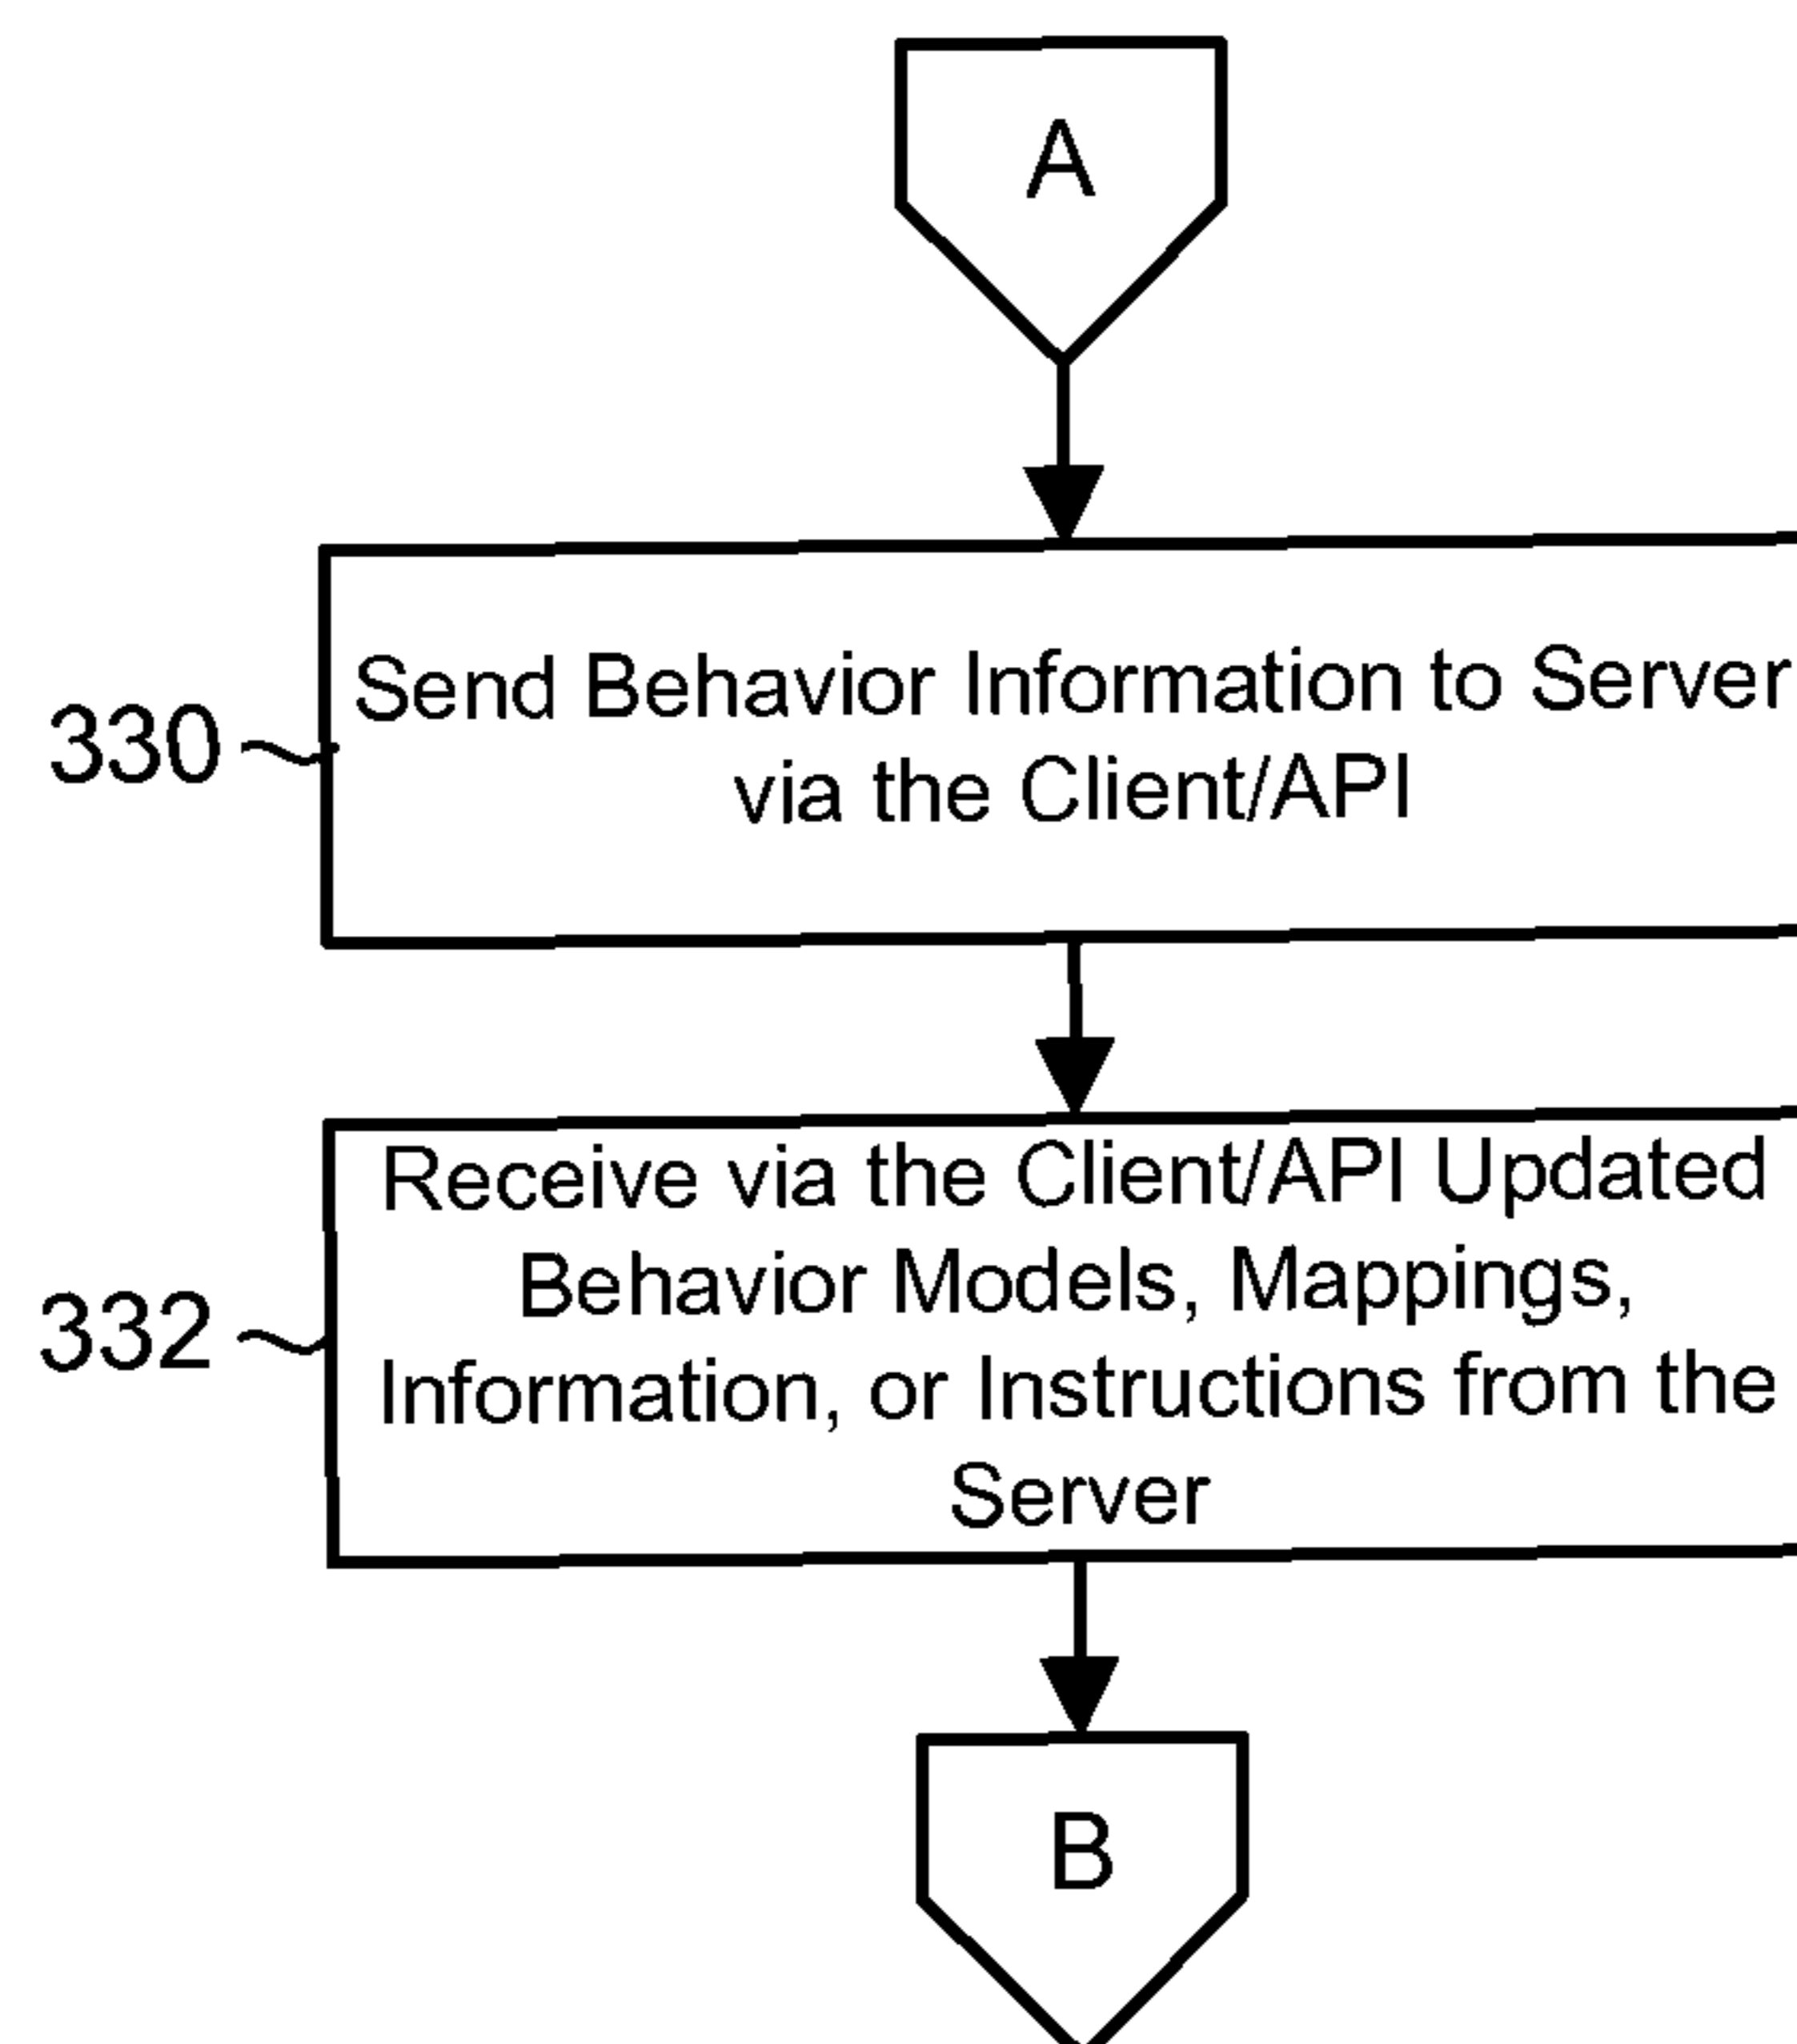 A
Send Behavior Information to Server
330
via the Client/API
Receive via the Client/API Updated
Behavior Models, Mappings,
332
Information, or Instructions from the
Server
B